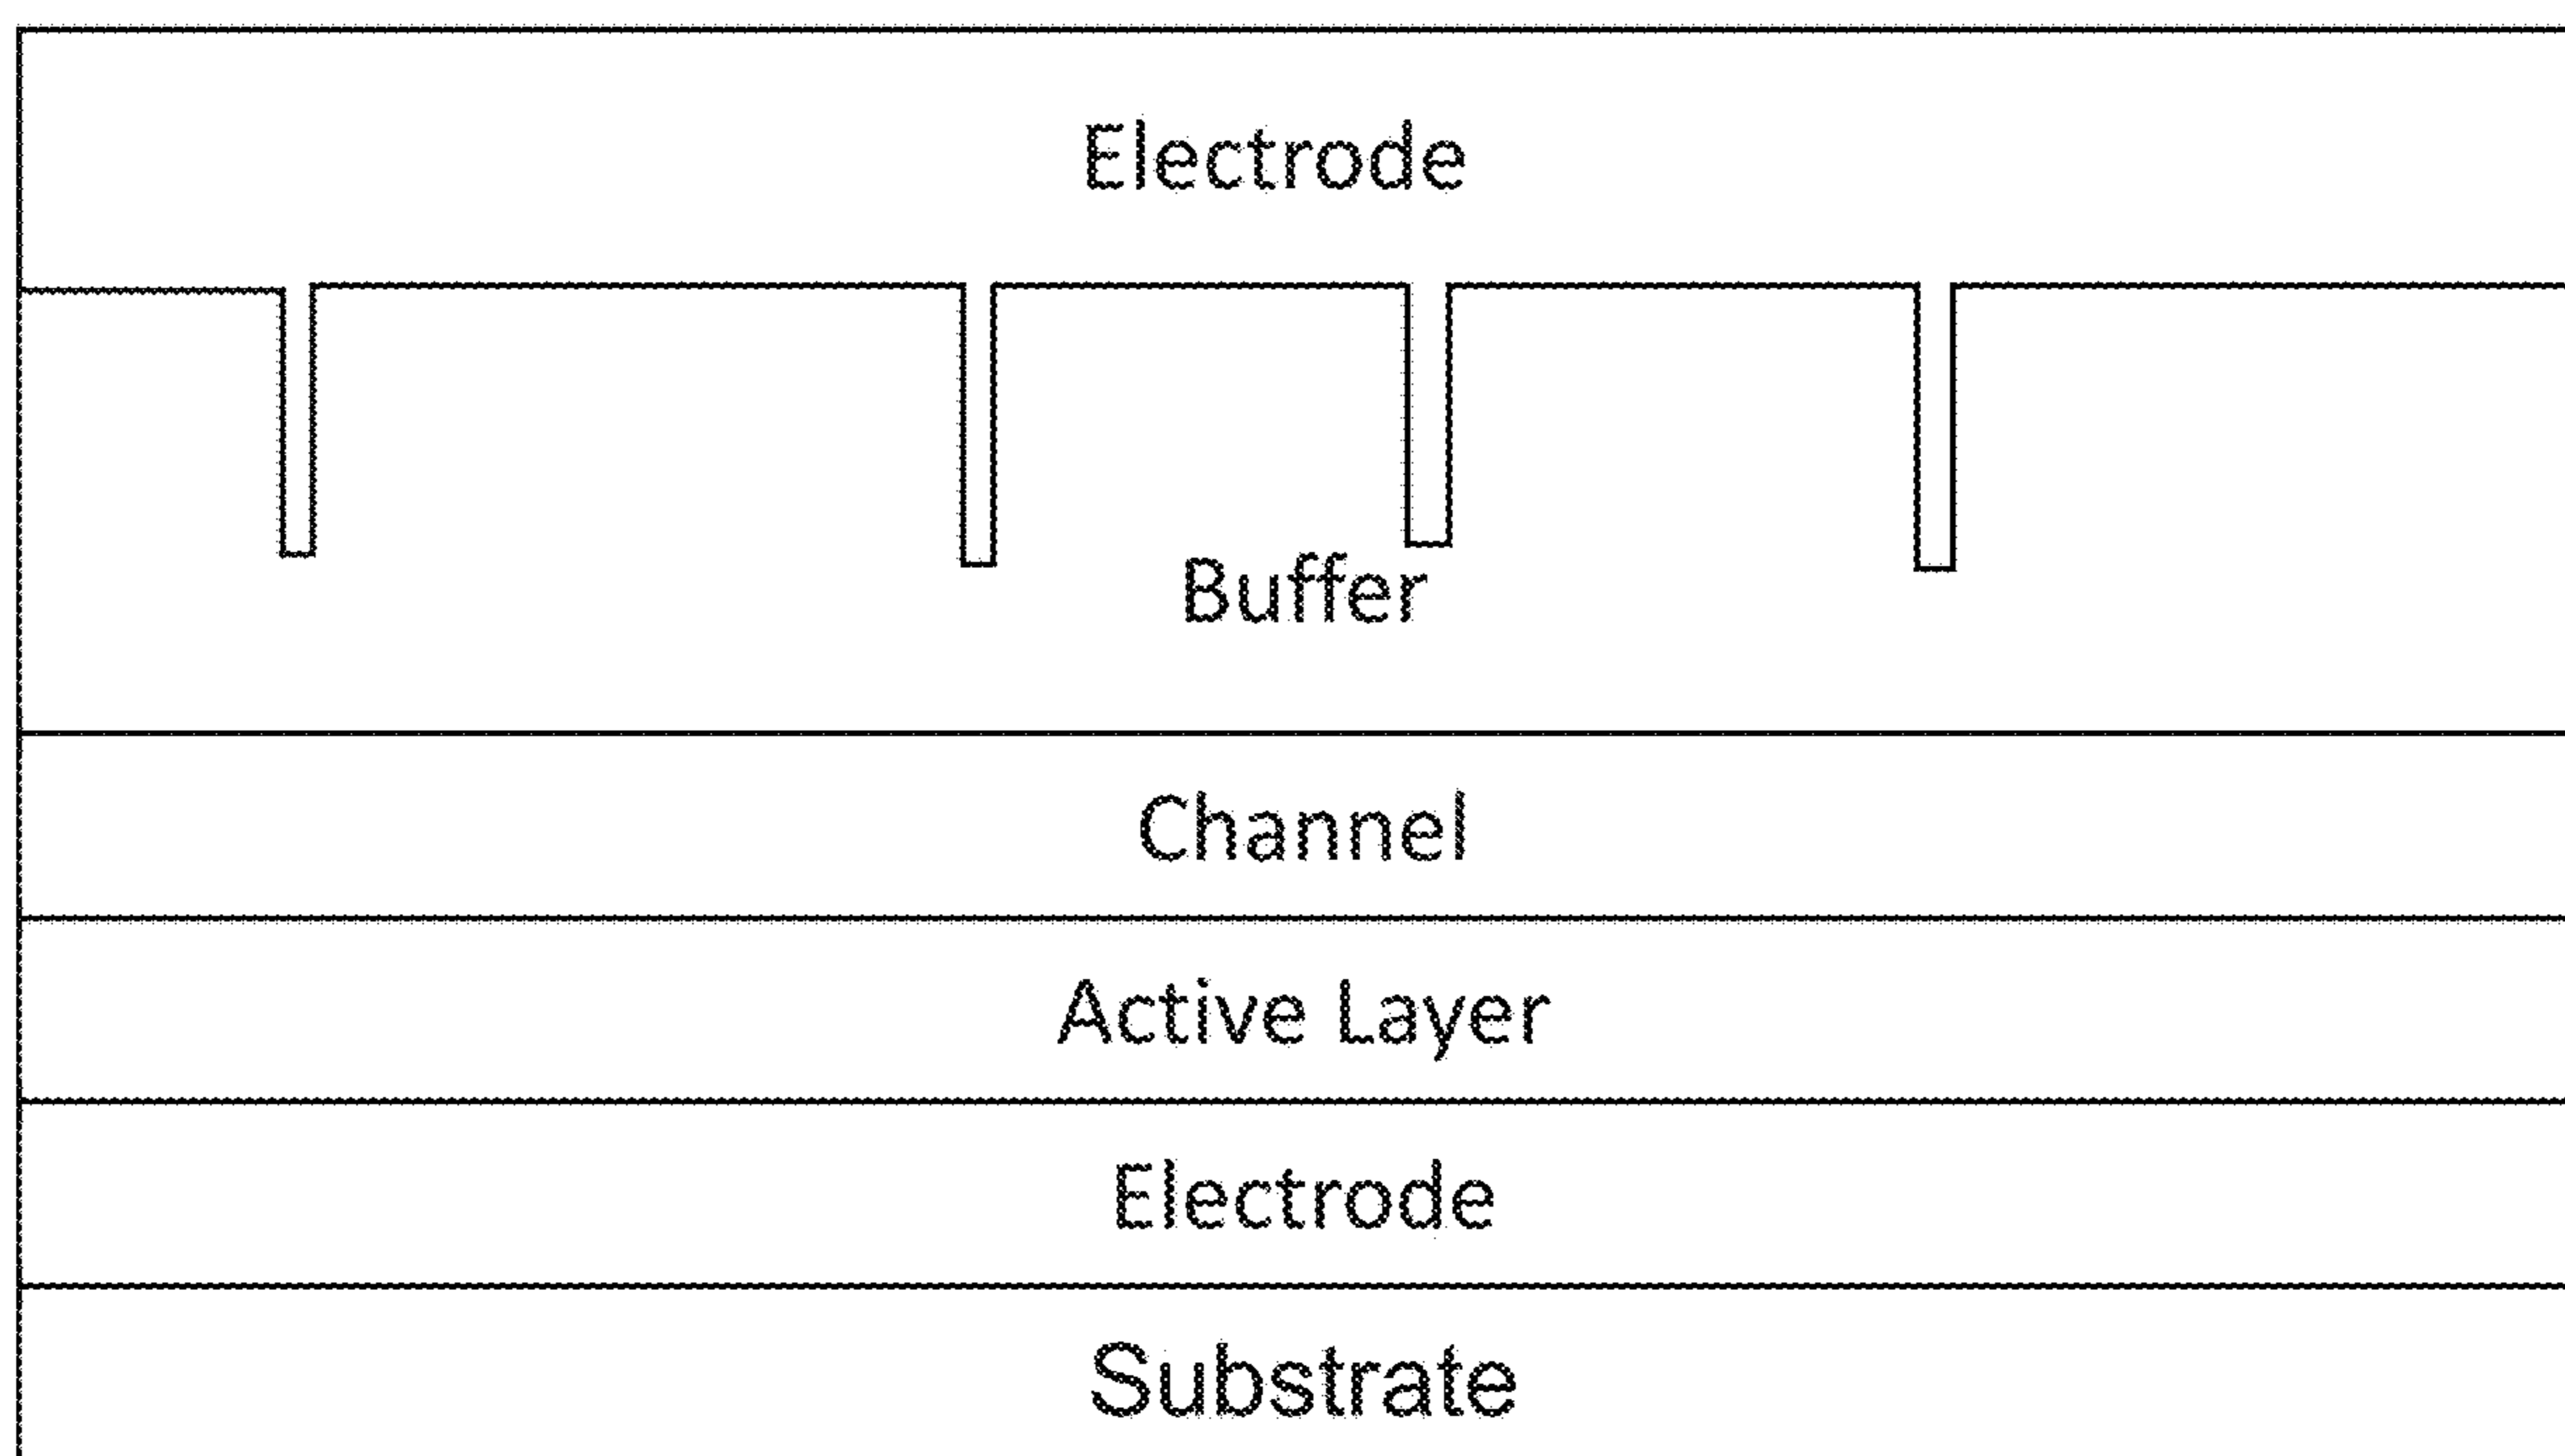 Electrode
Buffer
Channel
Active Layer
Electrode
Substrate